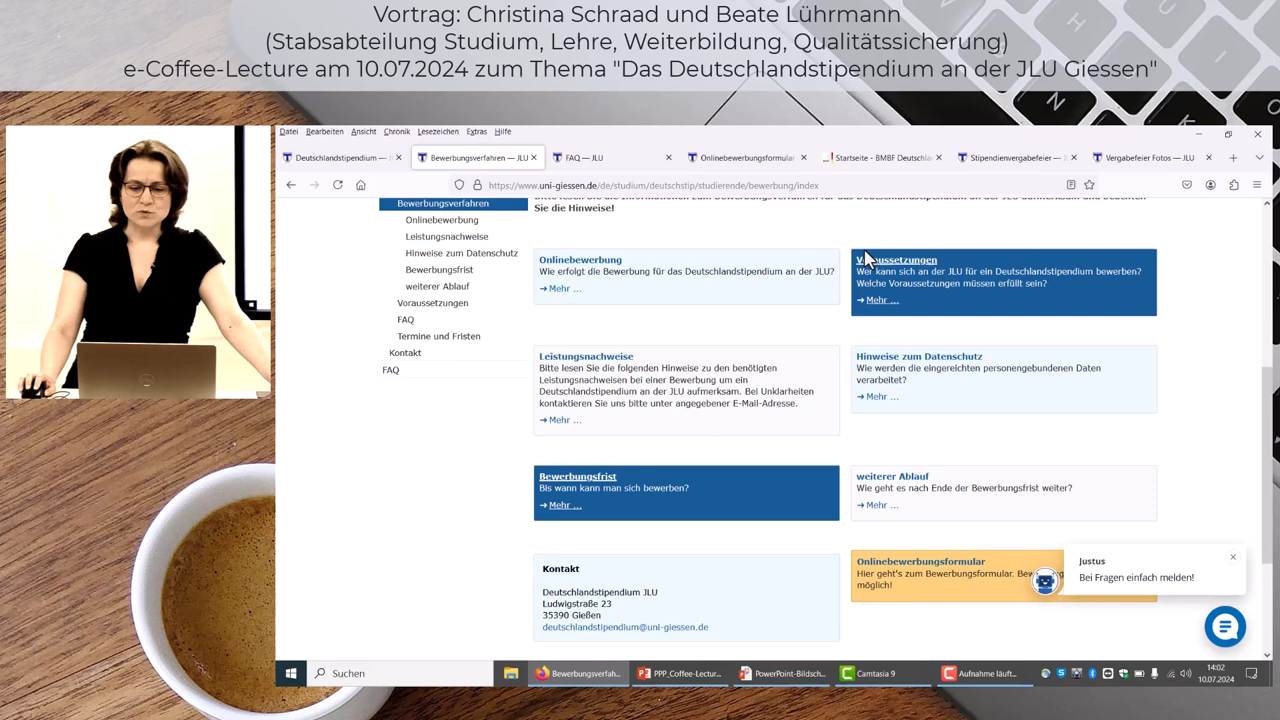 Vortrag: Christina Schraad und Beate Lührmann
(Stabsabteilung Studium, Lehre, Weiterbildung, Qualitätssicherung)
e-Coffee-Lecture am 10.07.2024 zum Thema "Das Deutschlandstipendium an der JLU Giessen"
Datei Bearbeiten Ansicht Chronik Lesezeichen Extras Hilfe
Deutschlandstipendium —
Bewerbungsverfahren — JLU
FAQ — JLU
Onlinebewerbungsformular
Startseite - BMBF Deutschla
Stipendienvergabefeier —
Vergabefeier Fotos — JLU
https://www.uni-giessen.de/de/studium/deutschstip/studierende/bewerbung/index
Sie die Hinweise!
Bewerbungsverfahren
Onlinebewerbung
Leistungsnachweise
Hinweise zum Datenschutz
Bewerbungsfrist
weiterer Ablauf
Voraussetzungen
FAQ
Termine und Fristen
Kontakt
FAQ
Onlinebewerbung
Wie erfolgt die Bewerbung für das Deutschlandstipendium an der JLU?
➔ Mehr ...
Voraussetzungen
Wer kann sich an der JLU für ein Deutschlandstipendium bewerben?
Welche Voraussetzungen müssen erfüllt sein?
➔ Mehr ...
Leistungsnachweise
Bitte lesen Sie die folgenden Hinweise zu den benötigten
Leistungsnachweisen bei einer Bewerbung um ein
Deutschlandstipendium an der JLU aufmerksam. Bei Unklarheiten
kontaktieren Sie uns bitte unter angegebener E-Mail-Adresse.
➔ Mehr ...
Hinweise zum Datenschutz
Wie werden die eingereichten personengebundenen Daten
verarbeitet?
➔ Mehr ...
Bewerbungsfrist
Bis wann kann man sich bewerben?
➔ Mehr ...
weiterer Ablauf
Wie geht es nach Ende der Bewerbungsfrist weiter?
➔ Mehr ...
Kontakt
Deutschlandstipendium JLU
Ludwigstraße 23
35390 Gießen
deutschlandstipendium@uni-giessen.de
Onlinebewerbungsformular
Hier geht's zum Bewerbungsformular.
möglich!
Justus
Bei Fragen einfach melden!
Suchen
Bewerbungsverfah...
PPP_Coffee-Lectur...
PowerPoint-Bildsch...
Camtasia 9
Aufnahme läuft...
14:02
10.07.2024